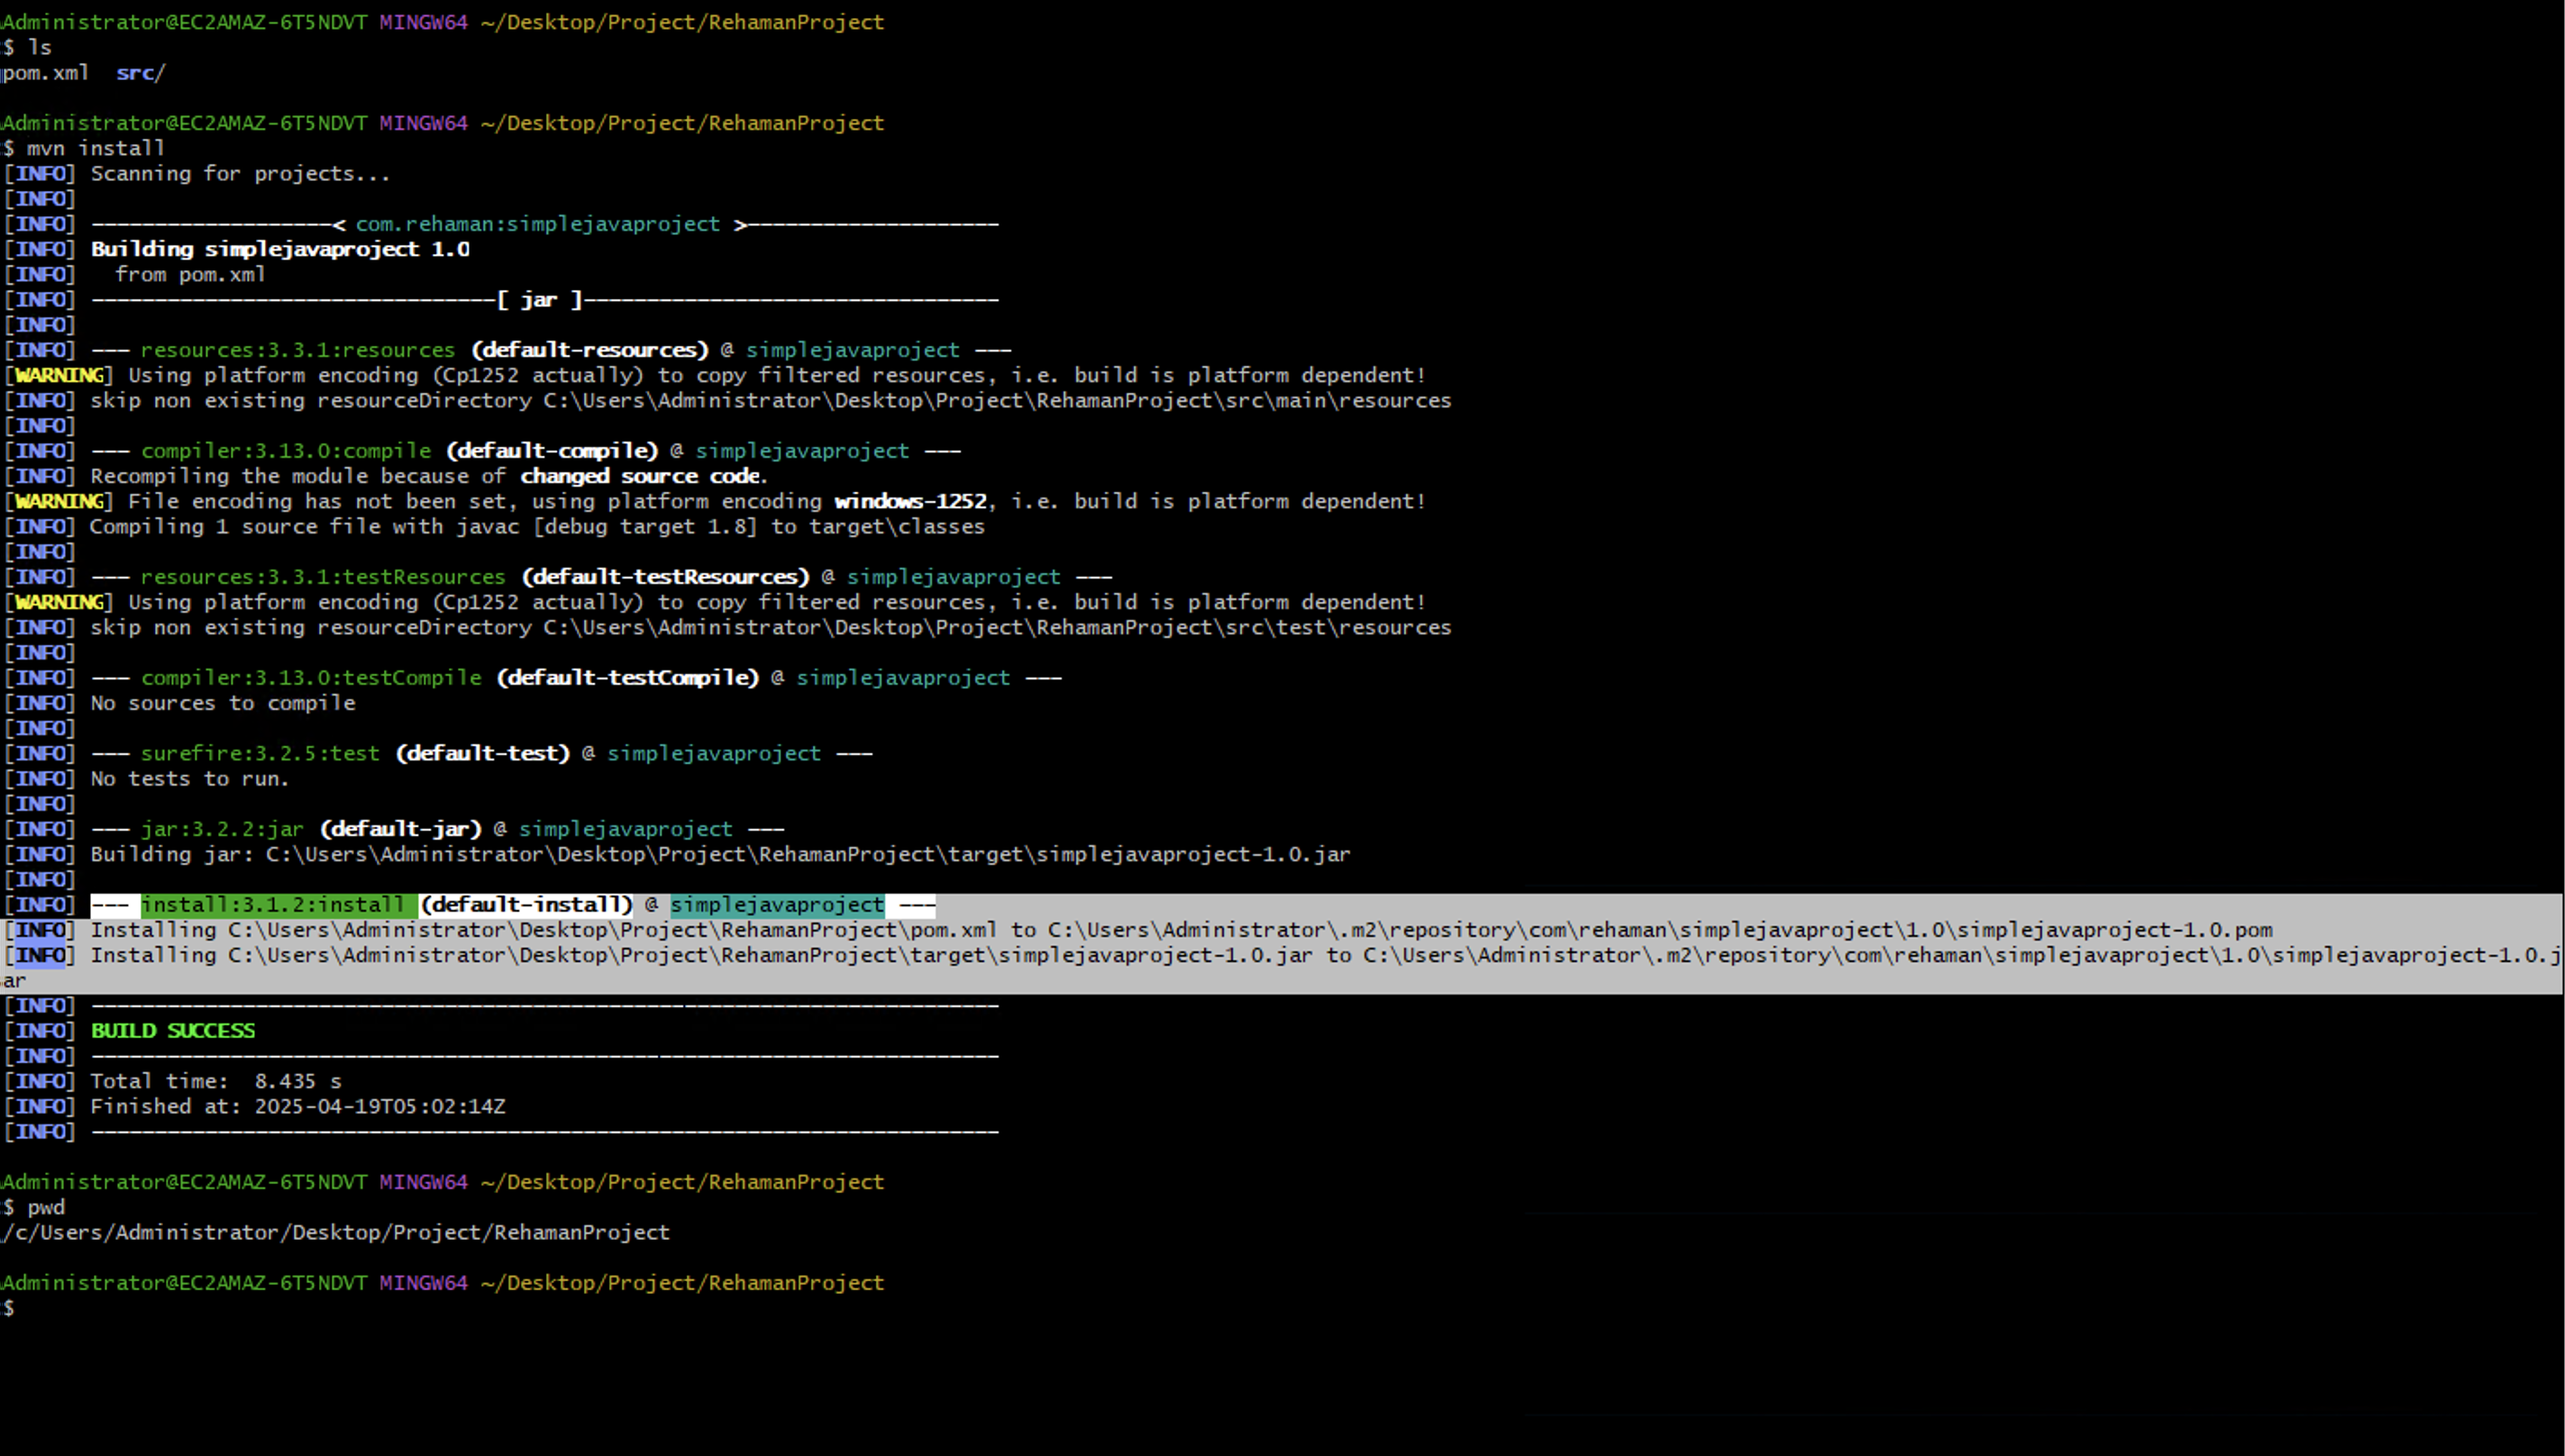 Administrator@EC2AMAZ-6T5NDVT MINGW64 ~/Desktop/Project/RehamanProject
$ ls
pom.xml  src/
Administrator@EC2AMAZ-6T5NDVT MINGW64 ~/Desktop/Project/RehamanProject
$ mvn install
[INFO] Scanning for projects...
[INFO]
[INFO] -------------------< com.rehaman:simplejavaproject >--------------------
[INFO] Building simplejavaproject 1.0
[INFO]   from pom.xml
[INFO] --------------------------------[ jar ]---------------------------------
[INFO]
[INFO] --- resources:3.3.1:resources (default-resources) @ simplejavaproject ---
[WARNING] Using platform encoding (Cp1252 actually) to copy filtered resources, i.e. build is platform dependent!
[INFO] skip non existing resourceDirectory C:\Users\Administrator\Desktop\Project\RehamanProject\src\main\resources
[INFO]
[INFO] --- compiler:3.13.0:compile (default-compile) @ simplejavaproject ---
[INFO] Recompiling the module because of changed source code.
[WARNING] File encoding has not been set, using platform encoding windows-1252, i.e. build is platform dependent!
[INFO] Compiling 1 source file with javac [debug target 1.8] to target\classes
[INFO]
[INFO] --- resources:3.3.1:testResources (default-testResources) @ simplejavaproject ---
[WARNING] Using platform encoding (Cp1252 actually) to copy filtered resources, i.e. build is platform dependent!
[INFO] skip non existing resourceDirectory C:\Users\Administrator\Desktop\Project\RehamanProject\src\test\resources
[INFO]
[INFO] --- compiler:3.13.0:testCompile (default-testCompile) @ simplejavaproject ---
[INFO] No sources to compile
[INFO]
[INFO] --- surefire:3.2.5:test (default-test) @ simplejavaproject ---
[INFO] No tests to run.
[INFO]
[INFO] --- jar:3.2.2:jar (default-jar) @ simplejavaproject ---
[INFO] Building jar: C:\Users\Administrator\Desktop\Project\RehamanProject\target\simplejavaproject-1.0.jar
[INFO]
[INFO] --- install:3.1.2:install (default-install) @ simplejavaproject ---
[INFO] Installing C:\Users\Administrator\Desktop\Project\RehamanProject\pom.xml to C:\Users\Administrator\.m2\repository\com\rehaman\simplejavaproject\1.0\simplejavaproject-1.0.pom
[INFO] Installing C:\Users\Administrator\Desktop\Project\RehamanProject\target\simplejavaproject-1.0.jar to C:\Users\Administrator\.m2\repository\com\rehaman\simplejavaproject\1.0\simplejavaproject-1.0.j
ar
[INFO] ------------------------------------------------------------------------
[INFO] BUILD SUCCESS
[INFO] ------------------------------------------------------------------------
[INFO] Total time:  8.435 s
[INFO] Finished at: 2025-04-19T05:02:14Z
[INFO] ------------------------------------------------------------------------
Administrator@EC2AMAZ-6T5NDVT MINGW64 ~/Desktop/Project/RehamanProject
$ pwd
/c/Users/Administrator/Desktop/Project/RehamanProject
Administrator@EC2AMAZ-6T5NDVT MINGW64 ~/Desktop/Project/RehamanProject
$